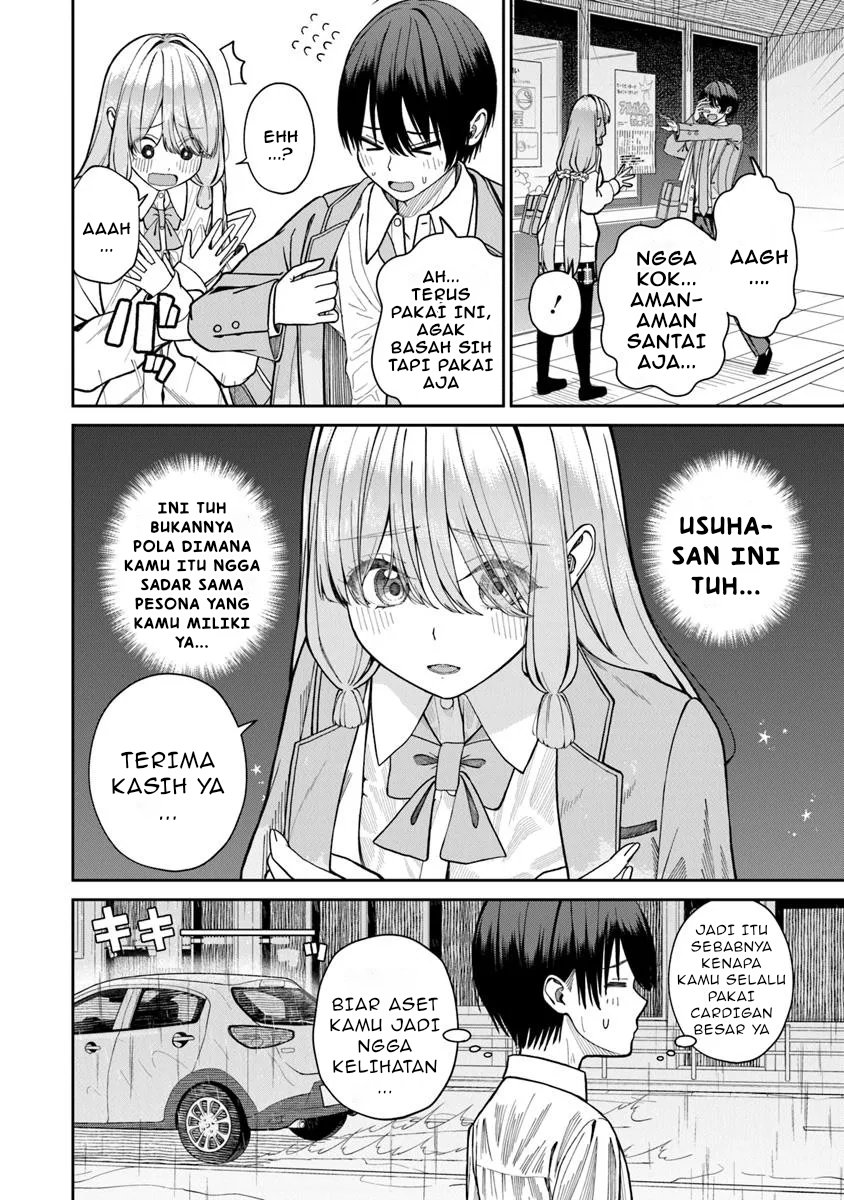 AAGH
....
NGGA
KOK...
AMAN-
AMAN
SANTAI
AJA...
!
EHH
...?
AAAH
...
AH...
TERUS
PAKAI INI,
AGAK
BASAH SIH
TAPI PAKAI
AJA
USUHA-
SAN INI
TUH...
INI TUH
BUKANNYA
POLA DIMANA
KAMU ITU NGGA
SADAR SAMA
PESONA YANG
KAMU MILIKI
YA...
TERIMA
KASIH YA
...
JADI ITU
SEBABNYA
KENAPA
KAMU SELALU
PAKAI
CARDIGAN
BESAR YA
BIAR ASET
KAMU JADI
NGGA
KELIHATAN
...
キキッ